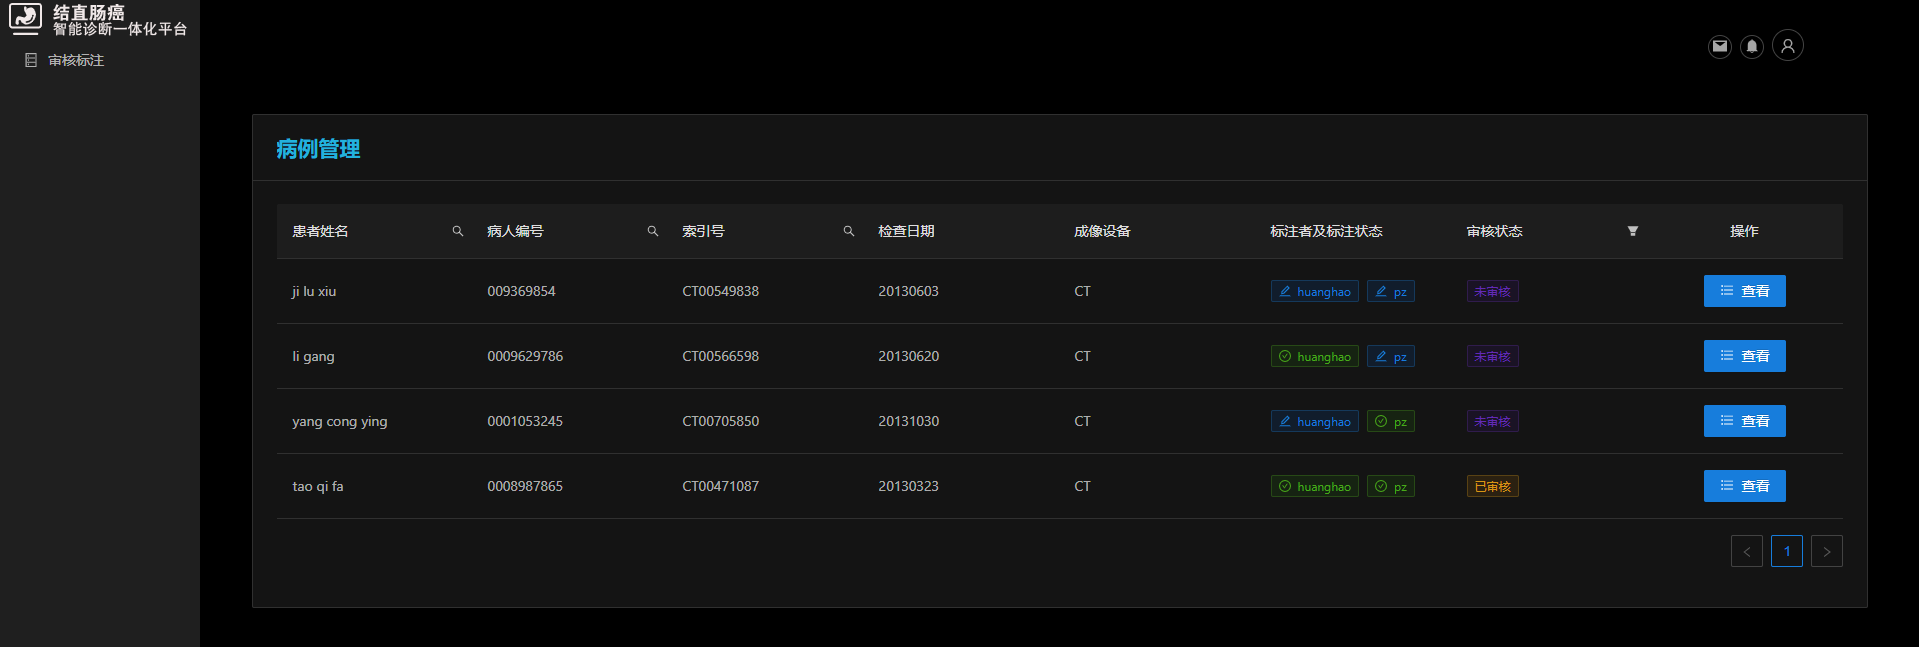 结直肠癌
智能诊断一体化平台
审核标注
病例管理
患者姓名 病人编号 索引号 检查日期 成像设备 标注者及标注状态 审核状态 操作
ji lu xiu 009369854 CT00549838 20130603 CT huanghao pz 未审核 查看
li gang 0009629786 CT00566598 20130620 CT huanghao pz 未审核 查看
yang cong ying 0001053245 CT00705850 20131030 CT huanghao pz 未审核 查看
tao qi fa 0008987865 CT00471087 20130323 CT huanghao pz 已审核 查看
< 1 >